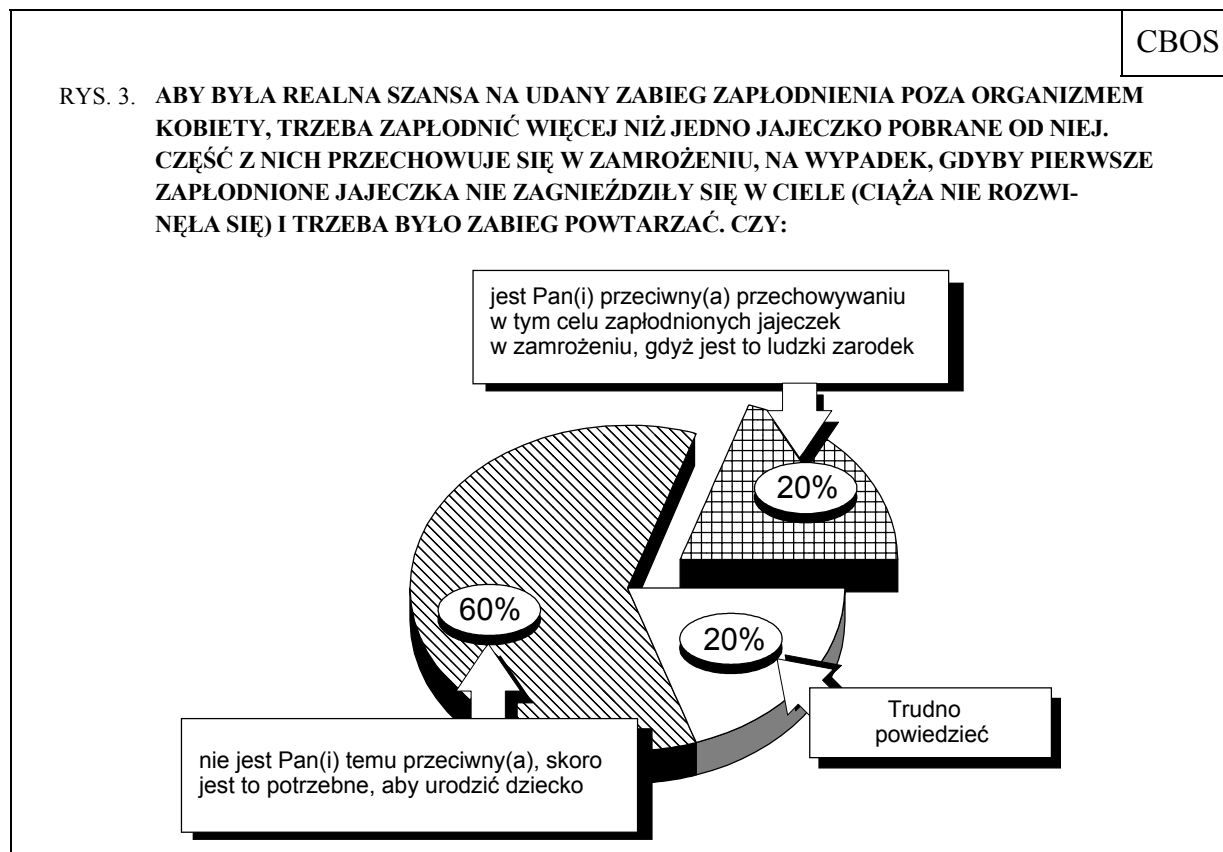 CBOS
RYS. 3. ABY BYŁA REALNA SZANSA NA UDANY ZABIEG ZAPŁODNIENIA POZA ORGANIZMEM
KOBIETY, TRZEBA ZAPŁODNIĆ WIĘCEJ NIŻ JEDNO JAJECZKO POBRANE OD NIEJ.
CZĘŚĆ Z NICH PRZECHOWUJE SIĘ W ZAMROŻENIU, NA WYPADEK, GDYBY PIERWSZE
ZAPŁODNIONE JAJECZKA NIE ZAGNIEŹDZIŁY SIĘ W CIELE (CIĄŻA NIE ROZWI-
NĘŁA SIĘ) I TRZEBA BYŁO ZABIEG POWTARZAĆ. CZY:
jest Pan(i) przeciwny(a) przechowywaniu
w tym celu zapłodnionych jajeczek
w zamrożeniu, gdyż jest to ludzki zarodek
20%
60%
20%
Trudno
powiedzieć
nie jest Pan(i) temu przeciwny(a), skoro
jest to potrzebne, aby urodzić dziecko